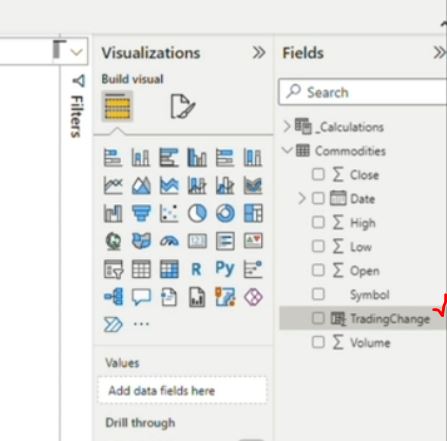 Visualizations
Build visual
Filters
R
Py
123
Values
Add data fields here
Drill through
Fields
Search
_Calculations
Commodities
Close
Date
High
Low
Open
Symbol
TradingChange
Volume